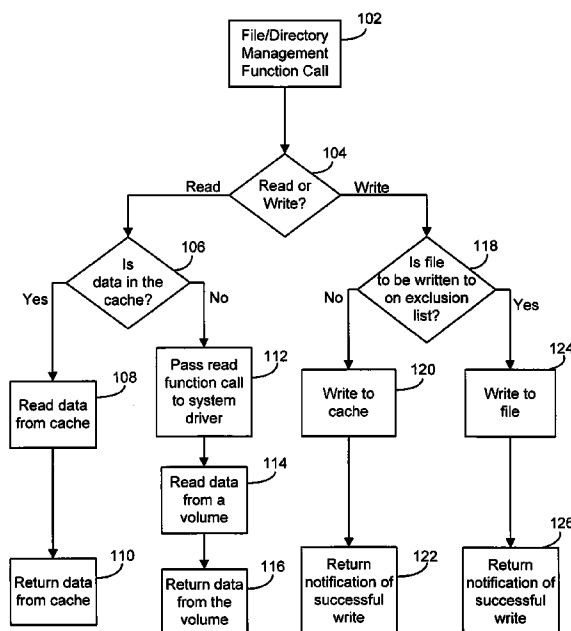 102
File/Directory
Management
Function Call
104
Read or
Write?
Read
Write
106
Is
data in the
cache?
Yes
No
118
Is file
to be written to
on exclusion
list?
No
Yes
108
Read data
from cache
112
Pass read
function call
to system
driver
120
Write to
cache
124
Write to
file
114
Read data
from a
volume
110
Return data
from cache
116
Return data
from the
volume
122
Return
notification of
successful
write
126
Return
notification of
successful
write